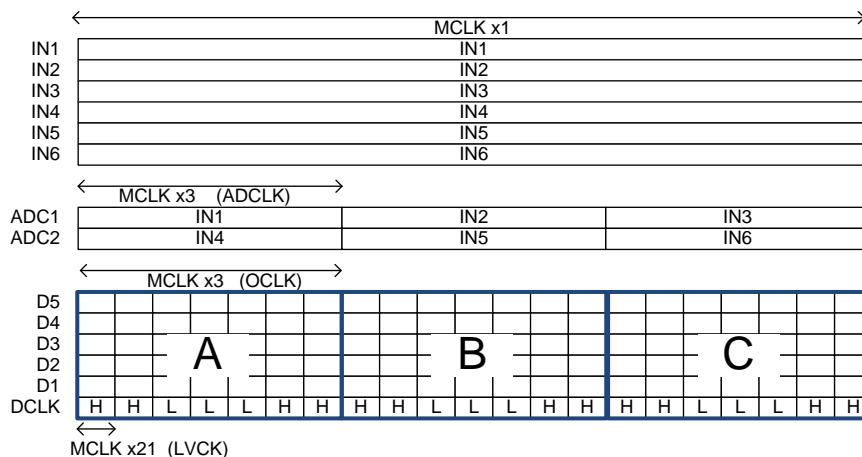 MCLK x1
IN1 IN1
IN2 IN2
IN3 IN3
IN4 IN4
IN5 IN5
IN6 IN6
MCLK x3 (ADCLK)
ADC1 IN1 IN2 IN3
ADC2 IN4 IN5 IN6
MCLK x3 (OCLK)
D5
D4
D3
A B C
D2
D1
DCLK H H L L L H H H H L L L H H H H L L L H H
MCLK x21 (LVCK)